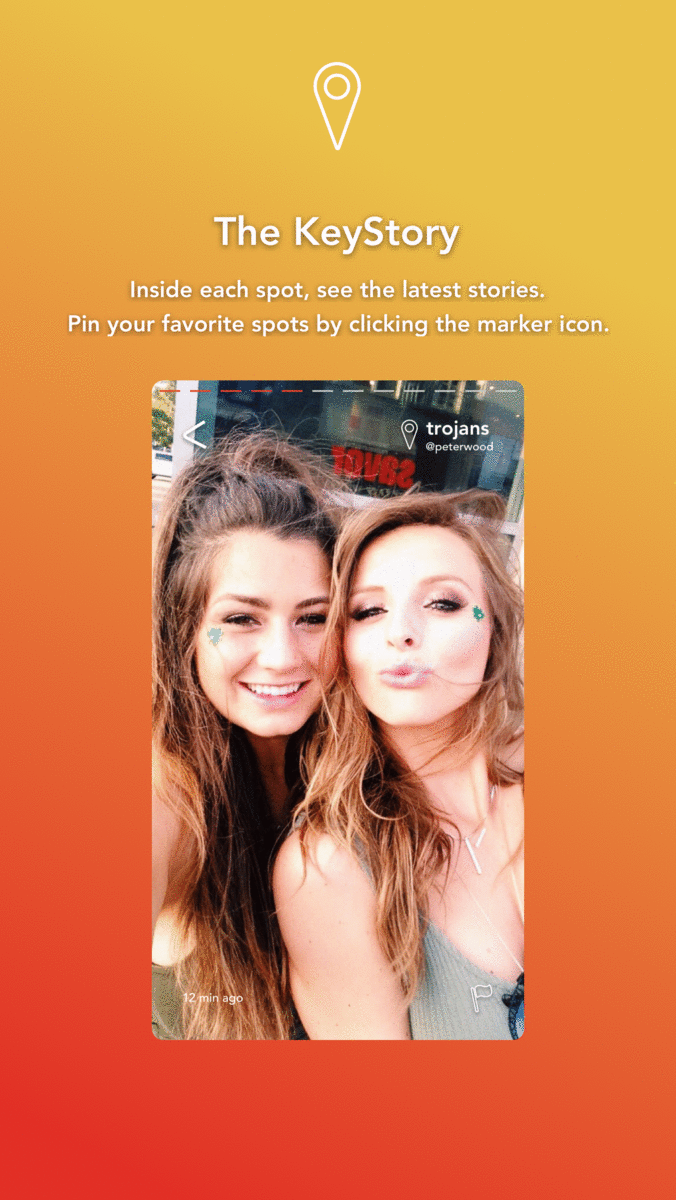 The KeyStory
Inside each spot, see the latest stories.
Pin your favorite spots by clicking the marker icon.
trojans
@peterwood
savor
12 min ago